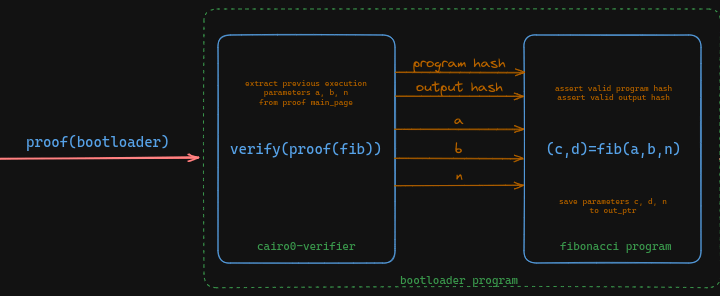 proof(bootloader)
extract previous execution
parameters a, b, n
from proof main_page
verify(proof(fib))
cairo0-verifier
program hash
output hash
a
b
n
assert valid program hash
assert valid output hash
(c,d)=fib(a,b,n)
save parameters c, d, n
to out_ptr
fibonacci program
bootloader program